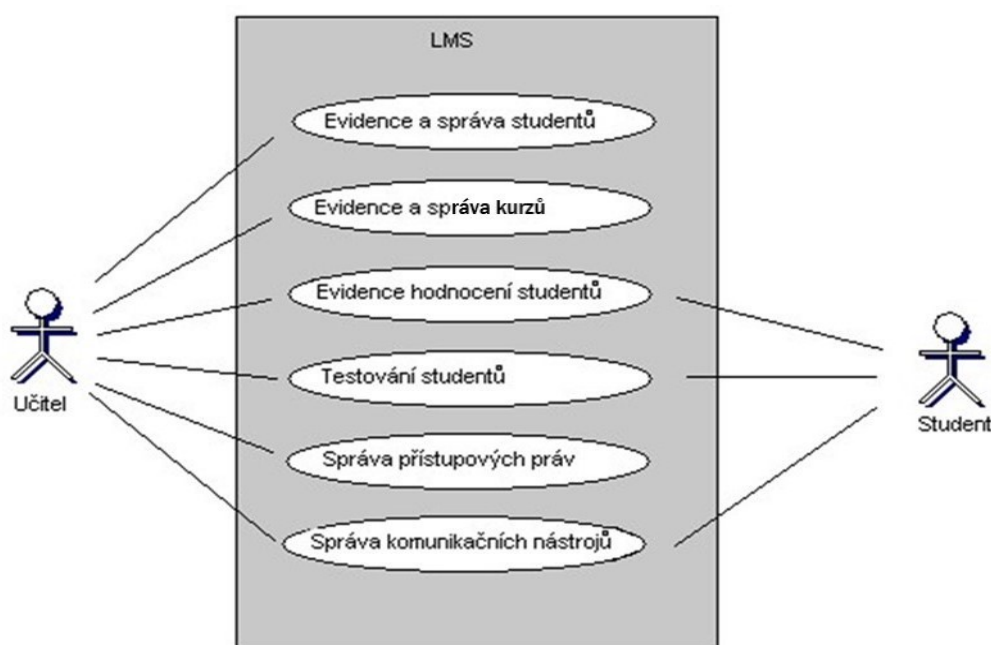 LMS
Evidence a správa studentů
Evidence a správa kurzů
Evidence hodnocení studentů
Testování studentů
Správa přístupových práv
Správa komunikačních nástrojů
Učitel
Student